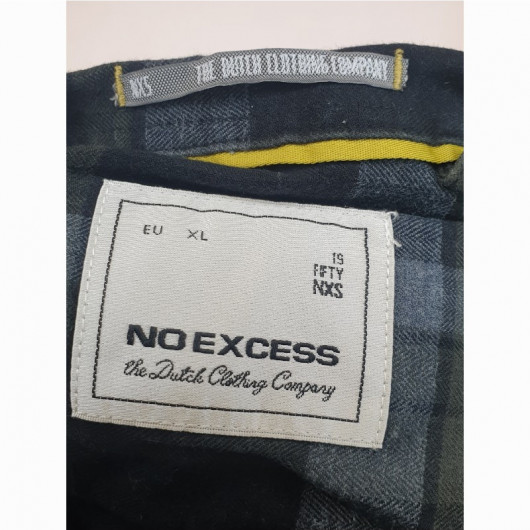 NXS THE DUTCH CLOTHING COMPANY
EU XL
19
FIFTY
NXS
NO EXCESS
the Dutch Clothing Company